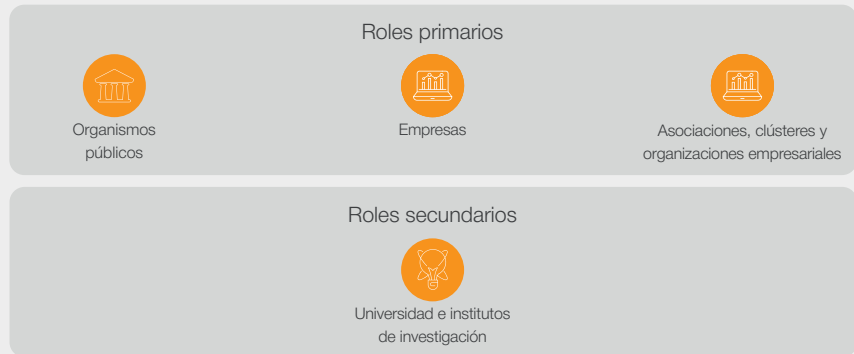 Roles primarios
Organismos
públicos
Empresas
Asociaciones, clústeres y
organizaciones empresariales
Roles secundarios
Universidad e institutos
de investigación